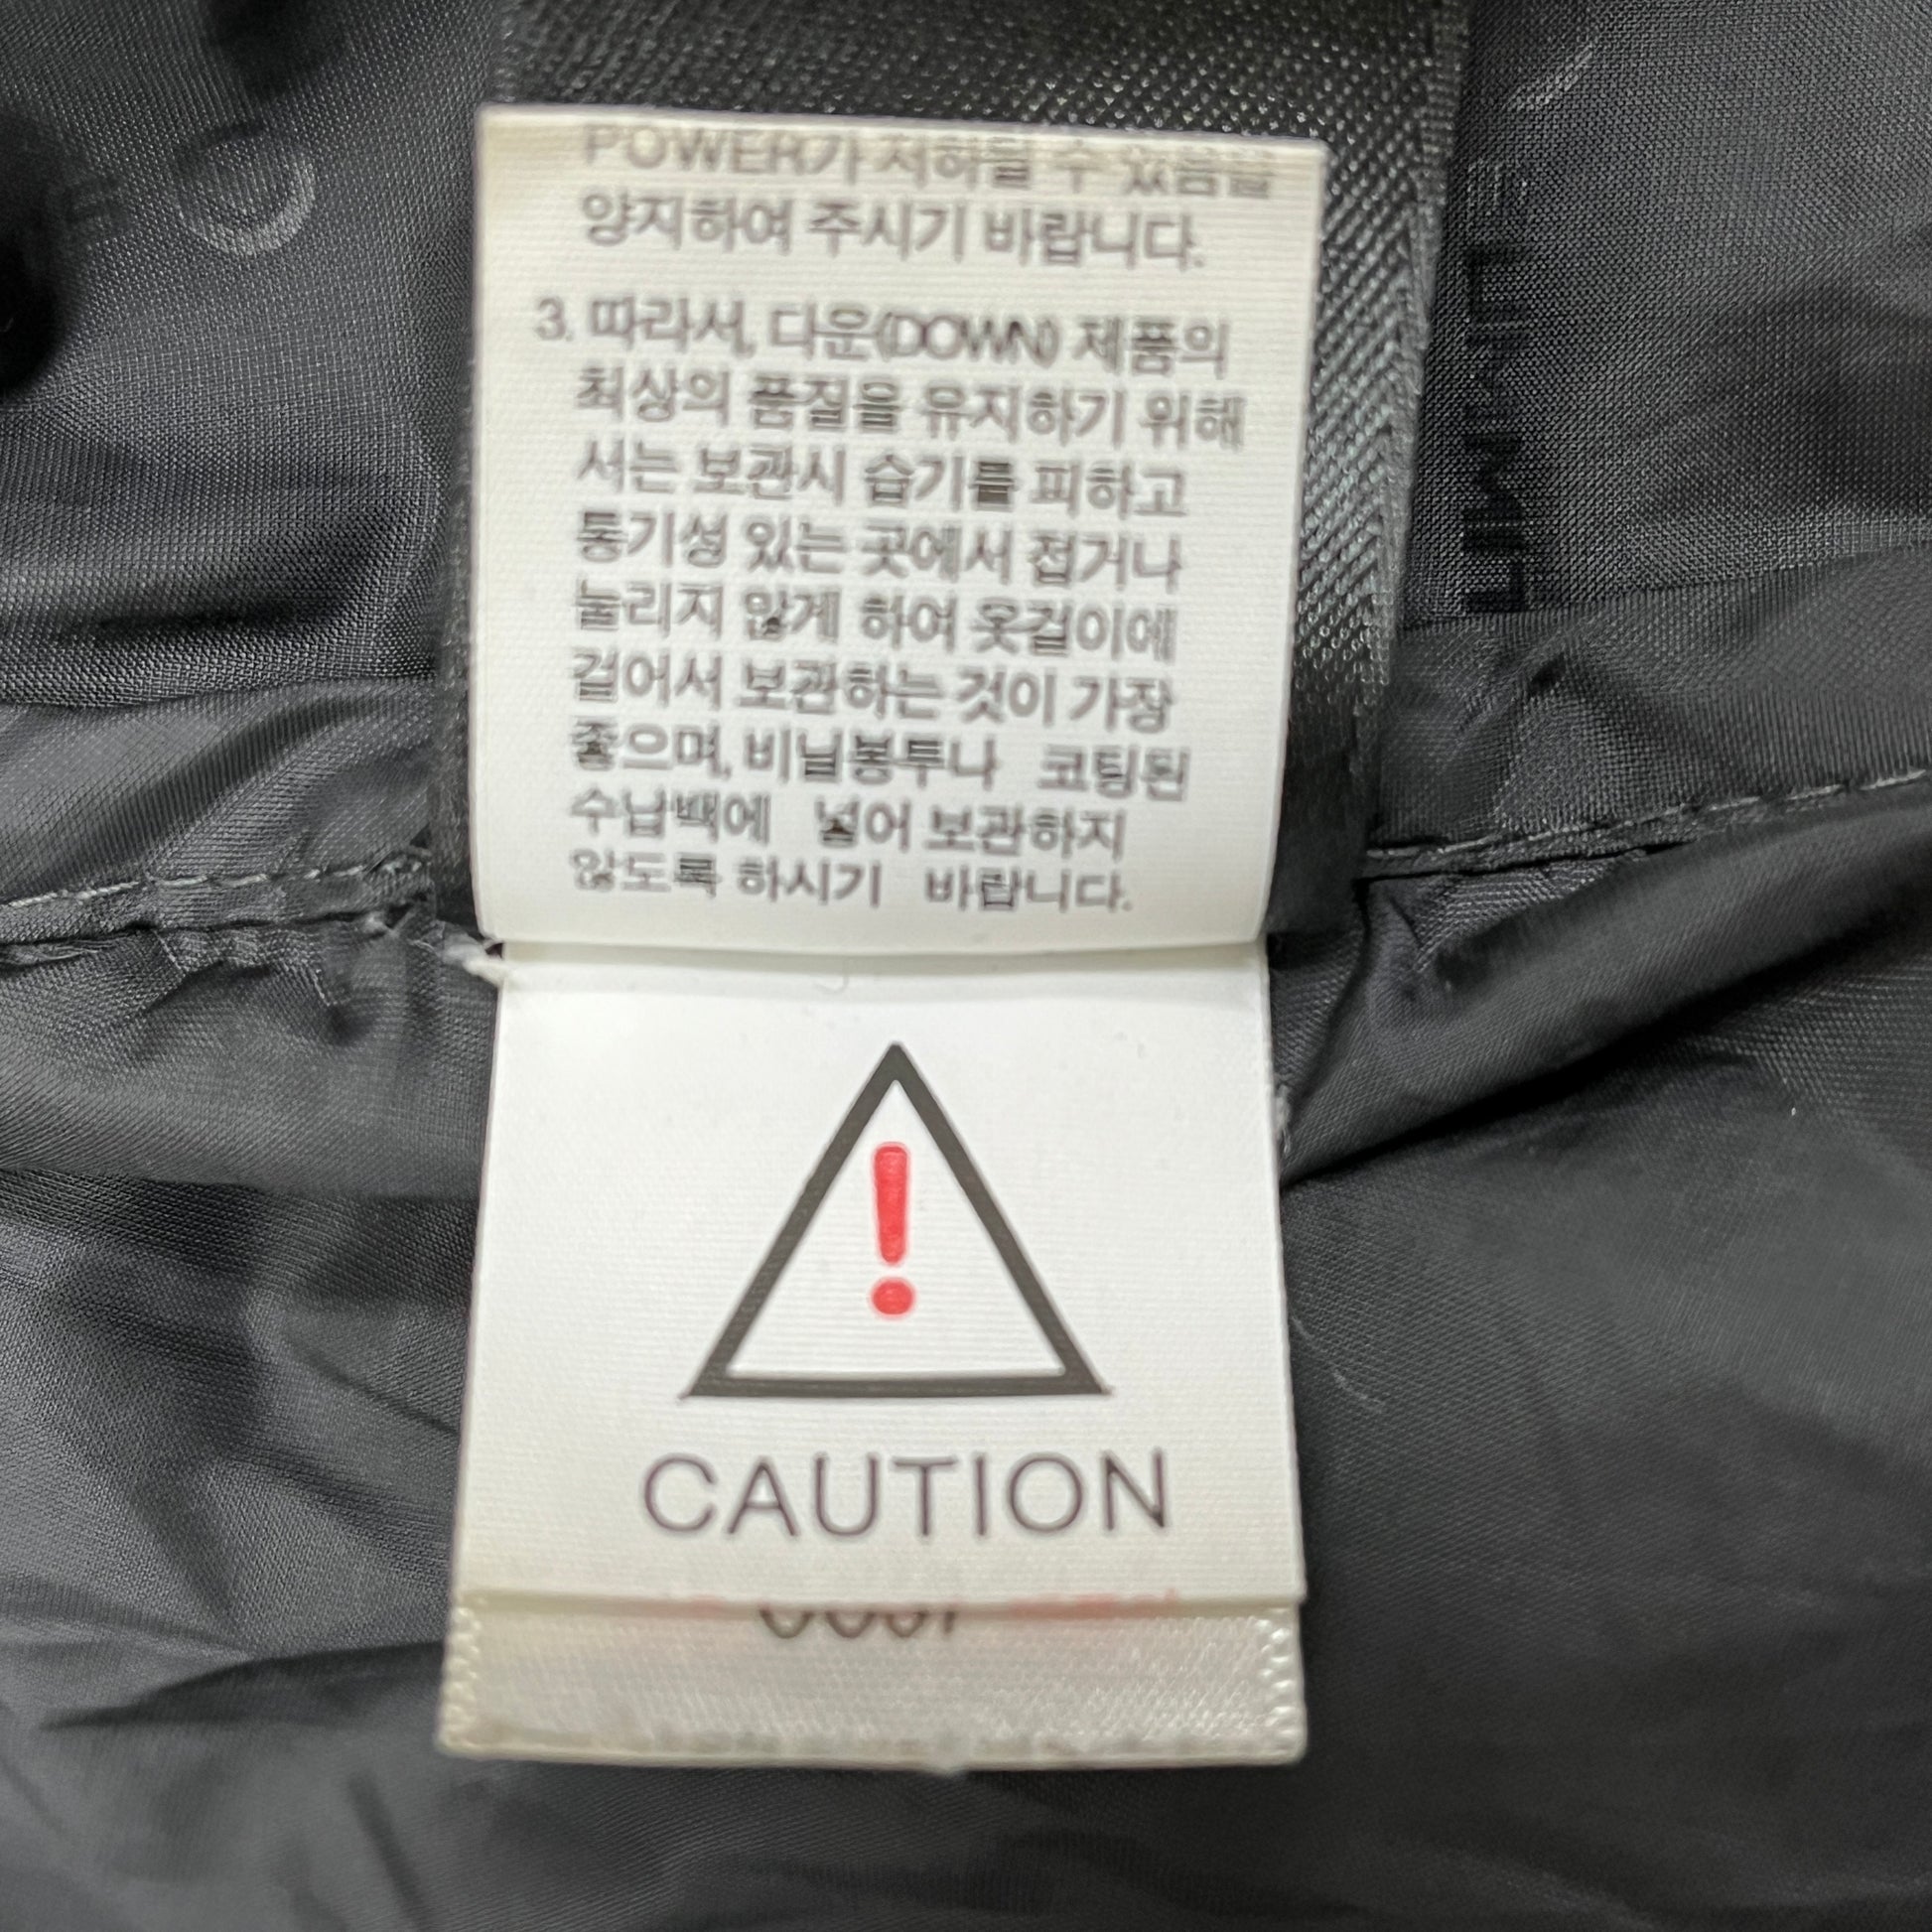 POWER가 저해될 수 있음을
양지하여 주시기 바랍니다.
3. 따라서, 다운(DOWN) 제품의
최상의 품질을 유지하기 위해
서는 보관시 습기를 피하고
통기성 있는 곳에서 접거나
눌리지 않게 하여 옷걸이에
걸어서 보관하는 것이 가장
좋으며, 비닐봉투나 코팅된
수납백에 넣어 보관하지
않도록 하시기 바랍니다.
CAUTION